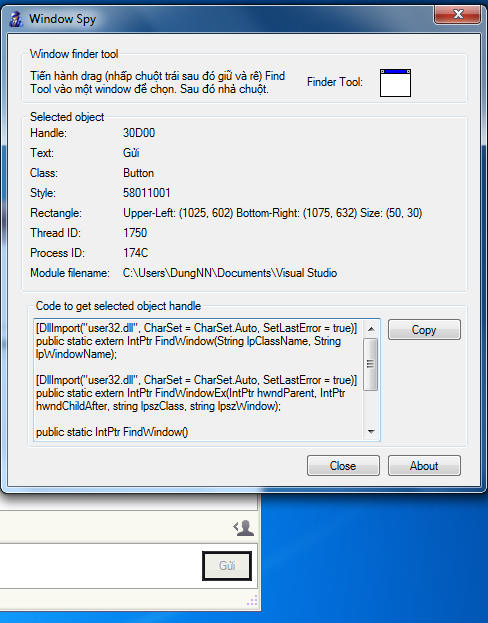 Window Spy
Window finder tool
Tiến hành drag (nhấp chuột trái sau đó giữ và rê) Find
Tool vào một window để chọn. Sau đó nhả chuột.
Finder Tool:
Selected object
Handle: 30D00
Text: Gửi
Class: Button
Style: 58011001
Rectangle: Upper-Left: (1025, 602) Bottom-Right: (1075, 632) Size: (50, 30)
Thread ID: 1750
Process ID: 174C
Module filename: C:\Users\DungNN\Documents\Visual Studio
Code to get selected object handle
[DllImport("user32.dll", CharSet = CharSet.Auto, SetLastError = true)]
public static extern IntPtr FindWindow(String lpClassName, String
lpWindowName);
[DllImport("user32.dll", CharSet = CharSet.Auto, SetLastError = true)]
public static extern IntPtr FindWindowEx(IntPtr hwndParent, IntPtr
hwndChildAfter, string lpszClass, string lpszWindow);
public static IntPtr FindWindow()
Copy
Close
About
Gửi